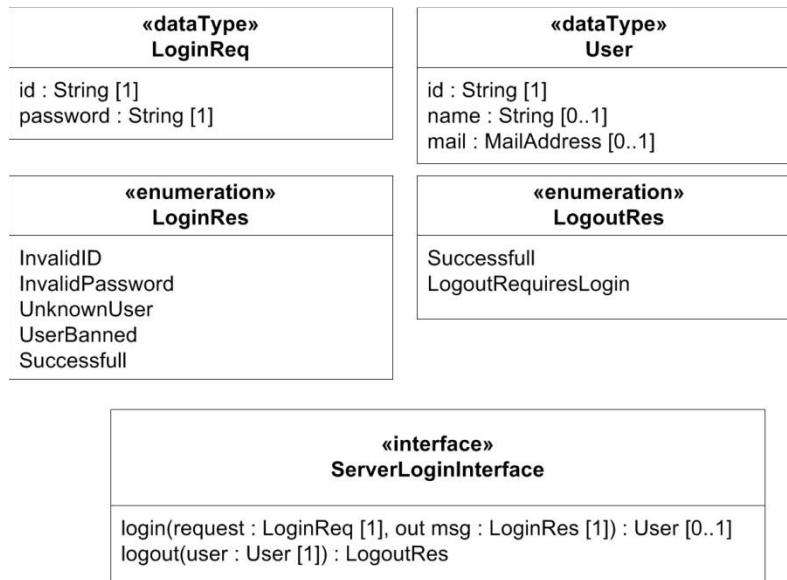 «dataType»
LoginReq
id : String [1]
password : String [1]
«dataType»
User
id : String [1]
name : String [0..1]
mail : MailAddress [0..1]
«enumeration»
LoginRes
InvalidID
InvalidPassword
UnknownUser
UserBanned
Successfull
«enumeration»
LogoutRes
Successfull
LogoutRequiresLogin
«interface»
ServerLoginInterface
login(request : LoginReq [1], out msg : LoginRes [1]) : User [0..1]
logout(user : User [1]) : LogoutRes